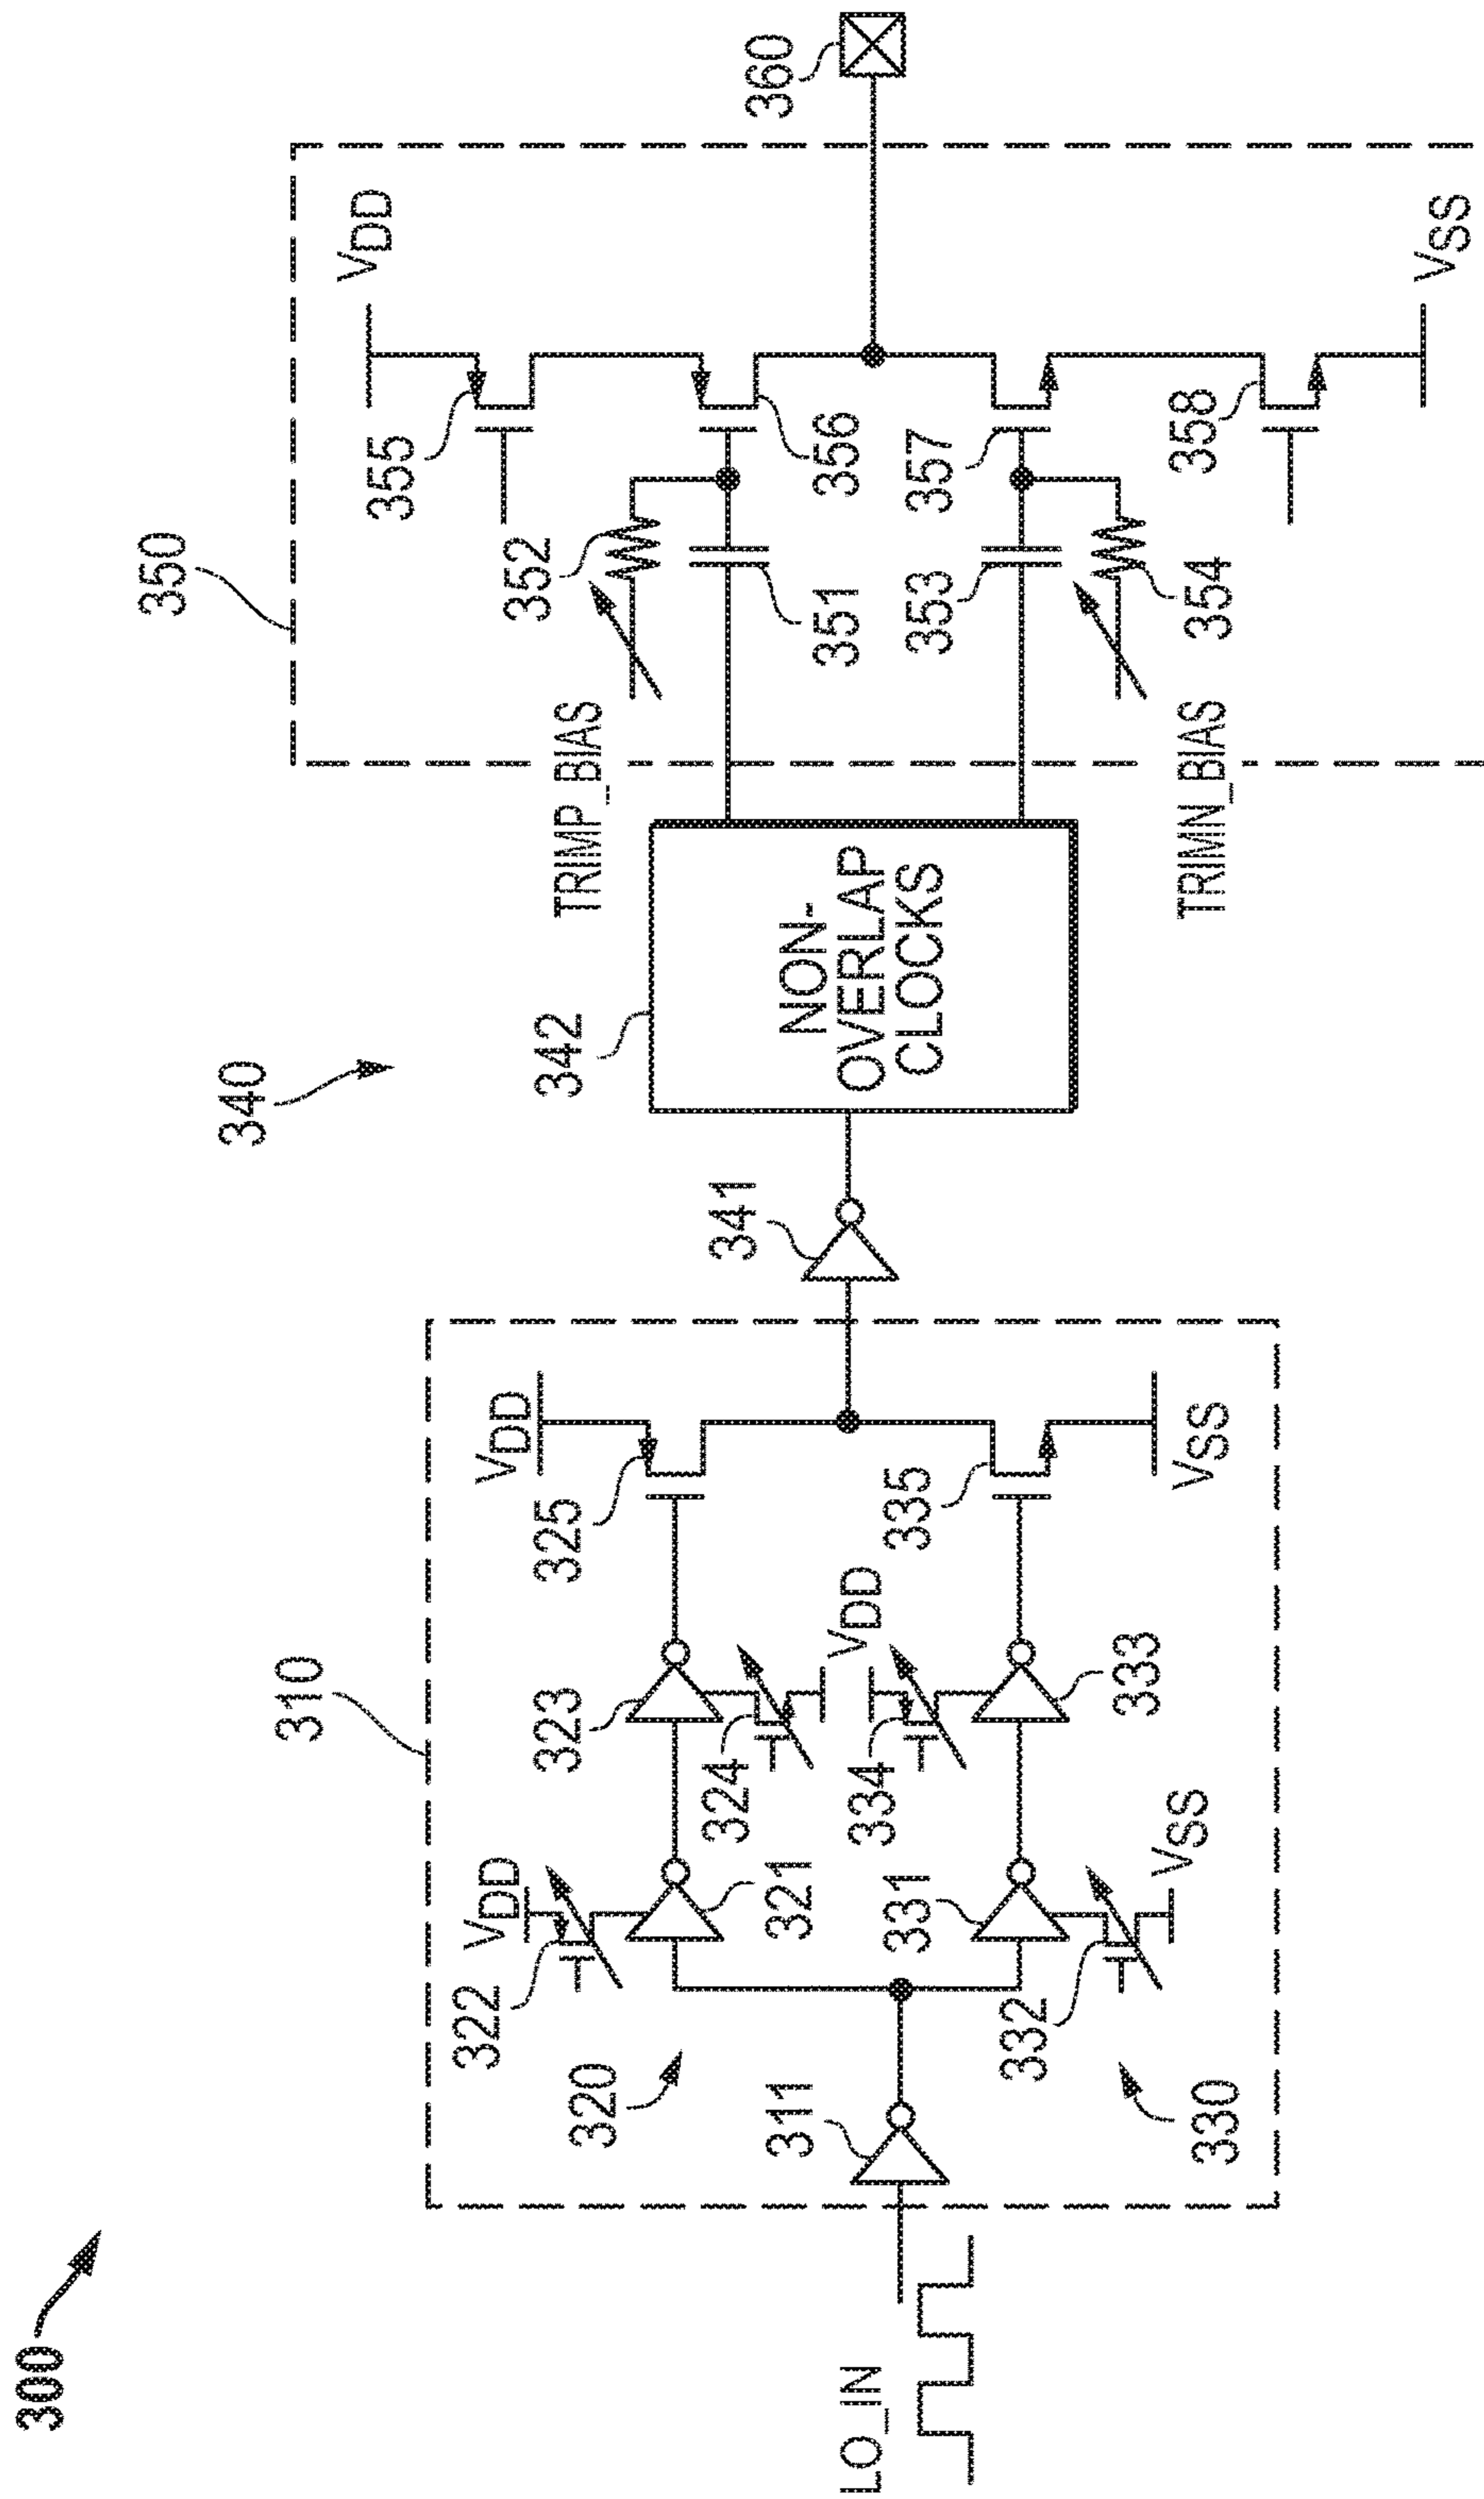 300
LO_IN
310
311
320
322
VDD
321
323
324
325
VDD
330
332
331
VSS
334
VDD
333
335
VSS
340
341
342
NON-
OVERLAP
CLOCKS
350
TRIMP_BIAS
352
351
355
VDD
356
TRIMN_BIAS
353
354
357
358
VSS
360